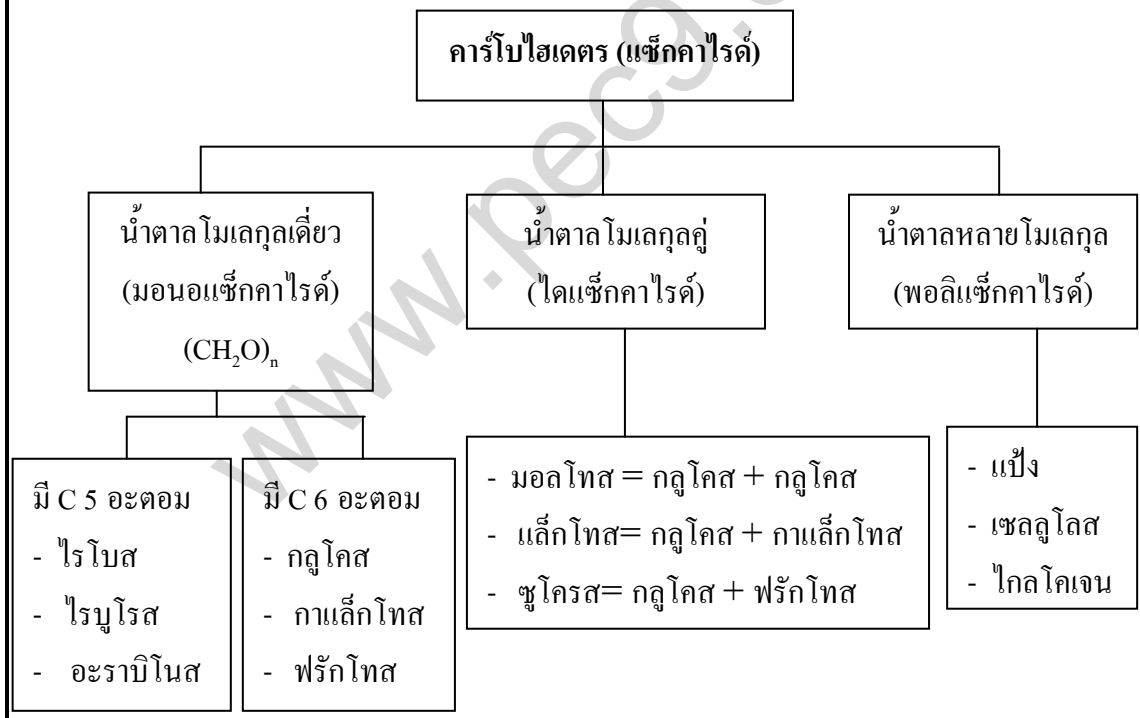 คาร์โบไฮเดตร (แซ็กคาไรด์)
น้ำตาลโมเลกุลเดี่ยว
(มอนอแซ็กคาไรด์)
(CH₂O)ₙ
น้ำตาลโมเลกุลคู่
(ไดแซ็กคาไรด์)
น้ำตาลหลายโมเลกุล
(พอลิแซ็กคาไรด์)
มี C 5 อะตอม
- ไรโบส
- ไรบูโรส
- อะราบิโนส
มี C 6 อะตอม
- กลูโคส
- กาแล็กโทส
- ฟรักโทส
- มอลโทส = กลูโคส + กลูโคส
- แล็กโทส= กลูโคส + กาแล็กโทส
- ซูโครส= กลูโคส + ฟรักโทส
- แป้ง
- เซลลูโลส
- ไกลโคเจน
www.pec9.